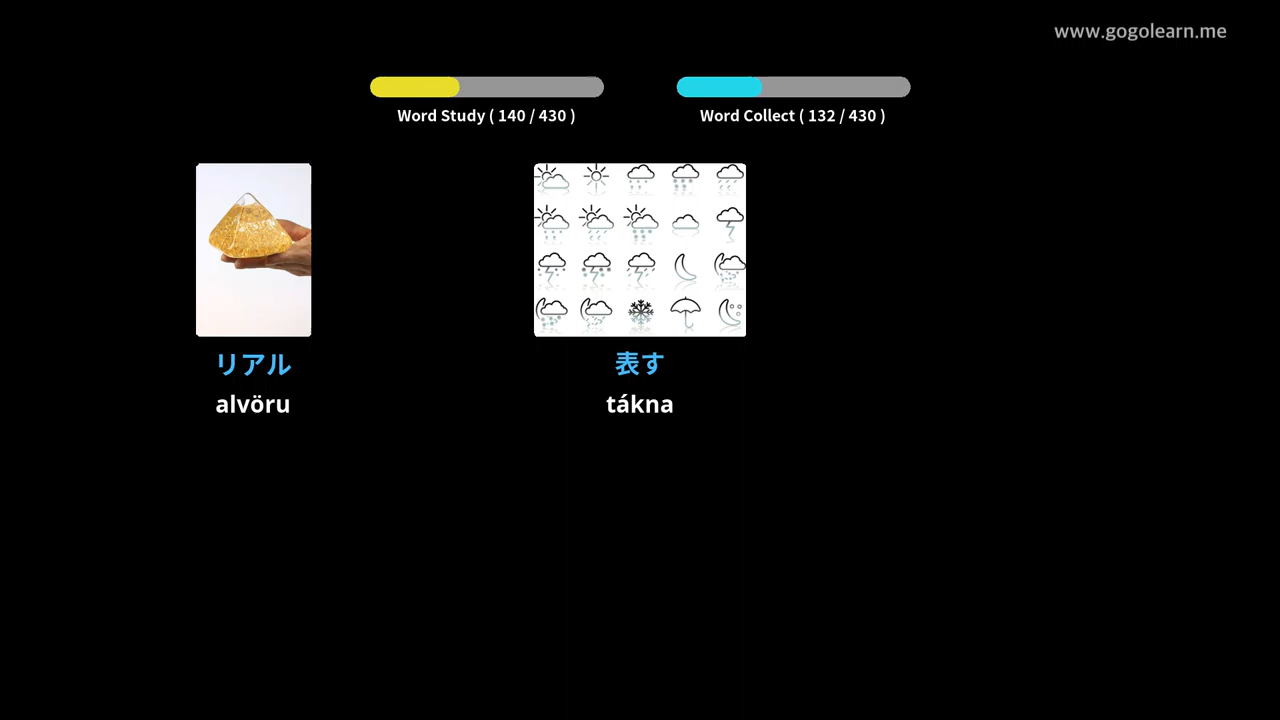 www.gogolearn.me
Word Study ( 140 / 430 )
Word Collect ( 132 / 430 )
リアル
表す
alvöru
tákna